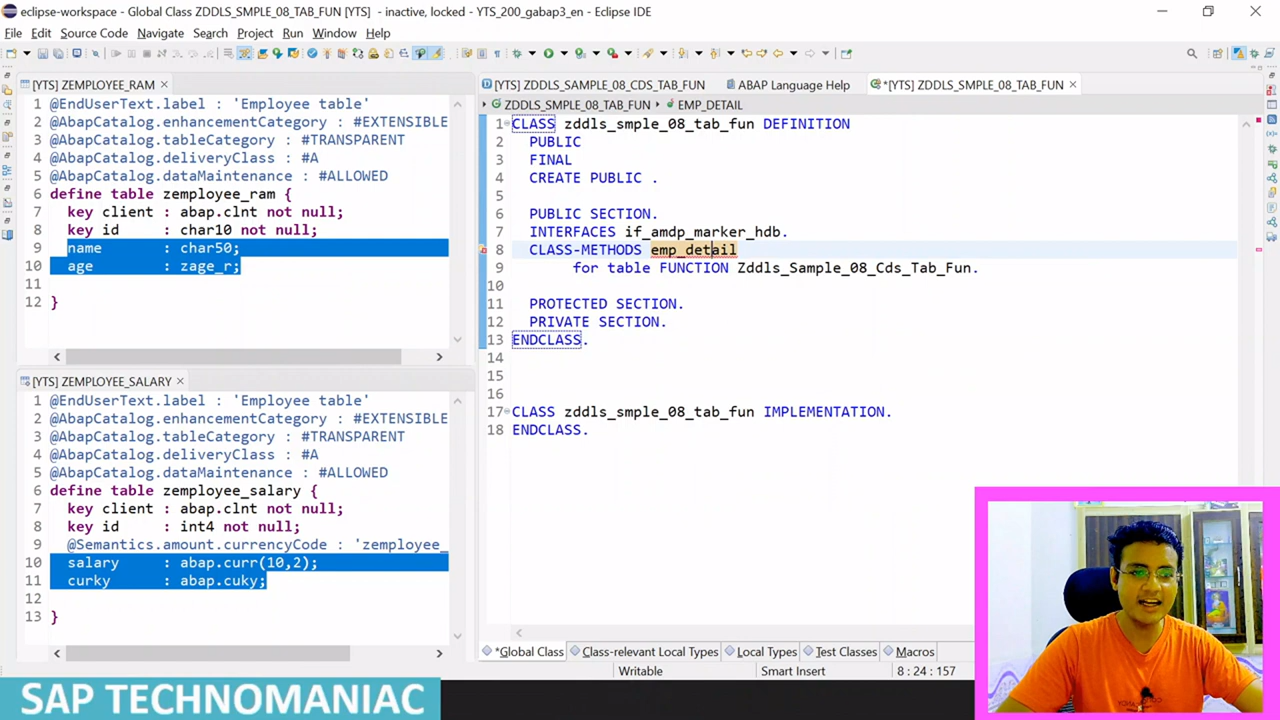 eclipse-workspace - Global Class ZDDLS_SMPLE_08_TAB_FUN [YTS] - inactive, locked - YTS_200_gabap3_en - Eclipse IDE
File Edit Source Code Navigate Search Project Run Window Help
[YTS] ZEMPLOYEE_RAM
1 @EndUserText.label : 'Employee table'
2 @AbapCatalog.enhancementCategory : #EXTENSIBLE
3 @AbapCatalog.tableCategory : #TRANSPARENT
4 @AbapCatalog.deliveryClass : #A
5 @AbapCatalog.dataMaintenance : #ALLOWED
6 define table zemployee_ram {
7 key client : abap.clnt not null;
8 key id : char10 not null;
9 name : char50;
10 age : zage_r;
11
12 }
[YTS] ZEMPLOYEE_SALARY
1 @EndUserText.label : 'Employee table'
2 @AbapCatalog.enhancementCategory : #EXTENSIBLE
3 @AbapCatalog.tableCategory : #TRANSPARENT
4 @AbapCatalog.deliveryClass : #A
5 @AbapCatalog.dataMaintenance : #ALLOWED
6 define table zemployee_salary {
7 key client : abap.clnt not null;
8 key id : int4 not null;
9 @Semantics.amount.currencyCode : 'zemployee_
10 salary : abap.curr(10,2);
11 curky : abap.cuky;
12
13 }
[YTS] ZDDLS_SAMPLE_08_CDS_TAB_FUN ABAP Language Help *[YTS] ZDDLS_SMPLE_08_TAB_FUN
ZDDLS_SMPLE_08_TAB_FUN EMP_DETAIL
1 CLASS zddls_smple_08_tab_fun DEFINITION
2 PUBLIC
3 FINAL
4 CREATE PUBLIC .
5
6 PUBLIC SECTION.
7 INTERFACES if_amdp_marker_hdb.
8 CLASS-METHODS emp_detail
9 for table FUNCTION Zddls_Sample_08_Cds_Tab_Fun.
10
11 PROTECTED SECTION.
12 PRIVATE SECTION.
13 ENDCLASS.
14
15
16
17 CLASS zddls_smple_08_tab_fun IMPLEMENTATION.
18 ENDCLASS.
*Global Class Class-relevant Local Types Local Types Test Classes Macros
Writable Smart Insert 8 : 24 : 157
SAP TECHNOMANIAC